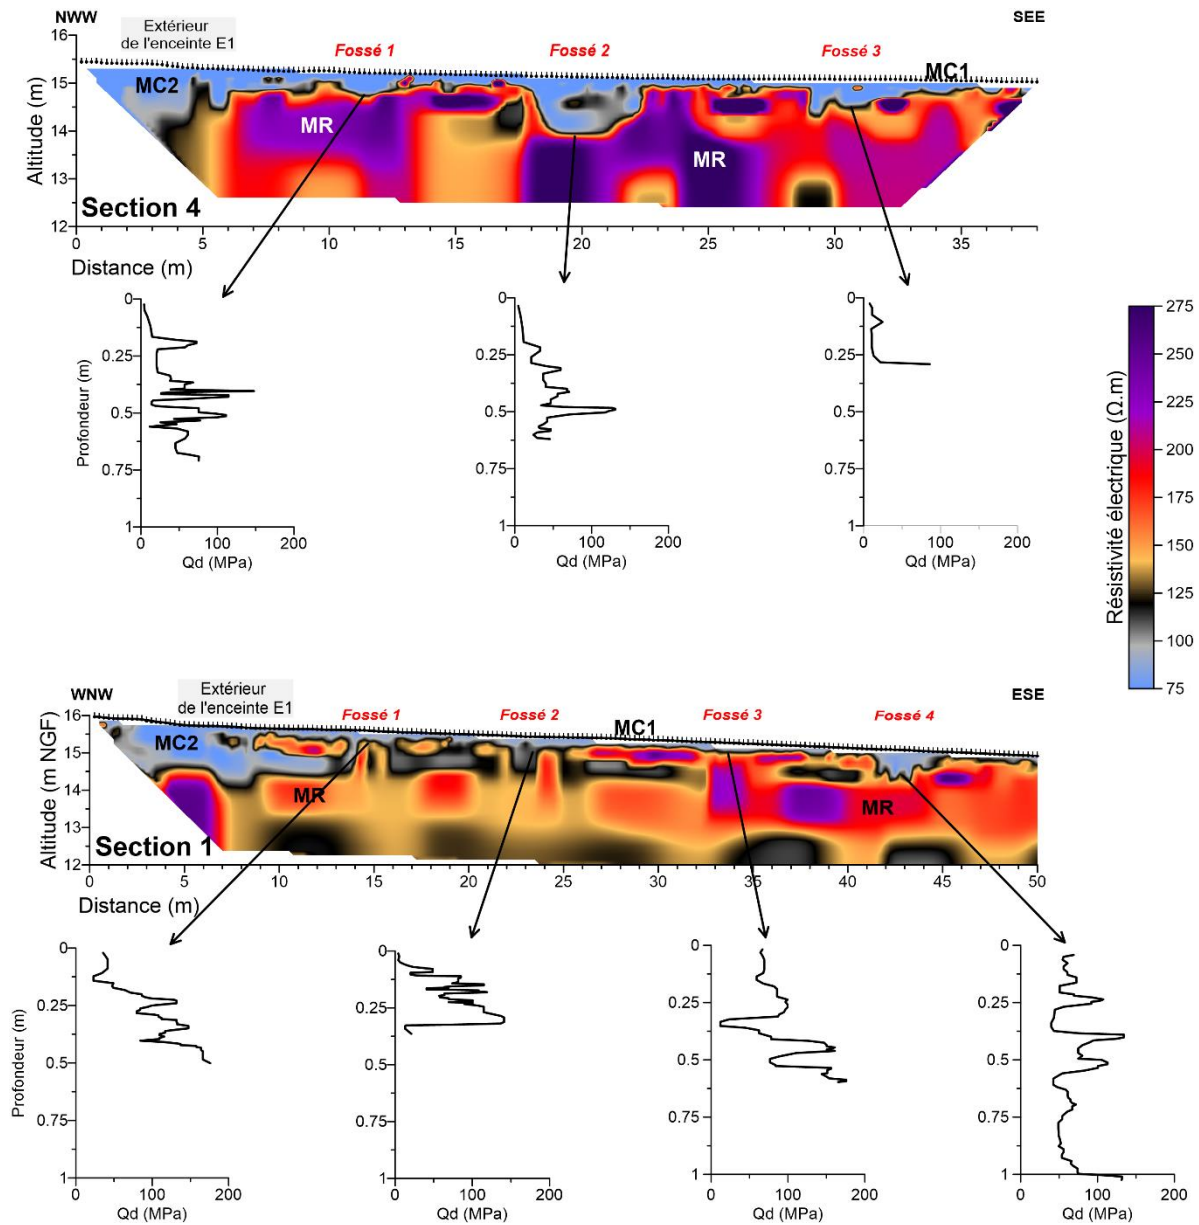 NWW
SEE
Extérieur
de l'enceinte E1
Fossé 1
Fossé 2
Fossé 3
16
15
14
13
12
Altitude (m)
MC2
MC1
MR
MR
Section 4
0
5
10
15
20
25
30
35
Distance (m)
0
0.25
0.5
0.75
1
Profondeur (m)
0
100
200
Qd (MPa)
0
0.25
0.5
0.75
1
0
100
200
Qd (MPa)
0
0.25
0.5
0.75
1
0
100
200
Qd (MPa)
275
250
225
200
175
150
125
100
75
Résistivité électrique (Ω.m)
WNW
ESE
Extérieur
de l'enceinte E1
Fossé 1
Fossé 2
Fossé 3
Fossé 4
16
15
14
13
12
Altitude (m NGF)
MC2
MC1
MR
MR
Section 1
0
5
10
15
20
25
30
35
40
45
50
Distance (m)
0
0.25
0.5
0.75
1
Profondeur (m)
0
100
200
Qd (MPa)
0
0.25
0.5
0.75
1
0
100
200
Qd (MPa)
0
0.25
0.5
0.75
1
0
100
200
Qd (MPa)
0
0.25
0.5
0.75
1
0
100
200
Qd (MPa)